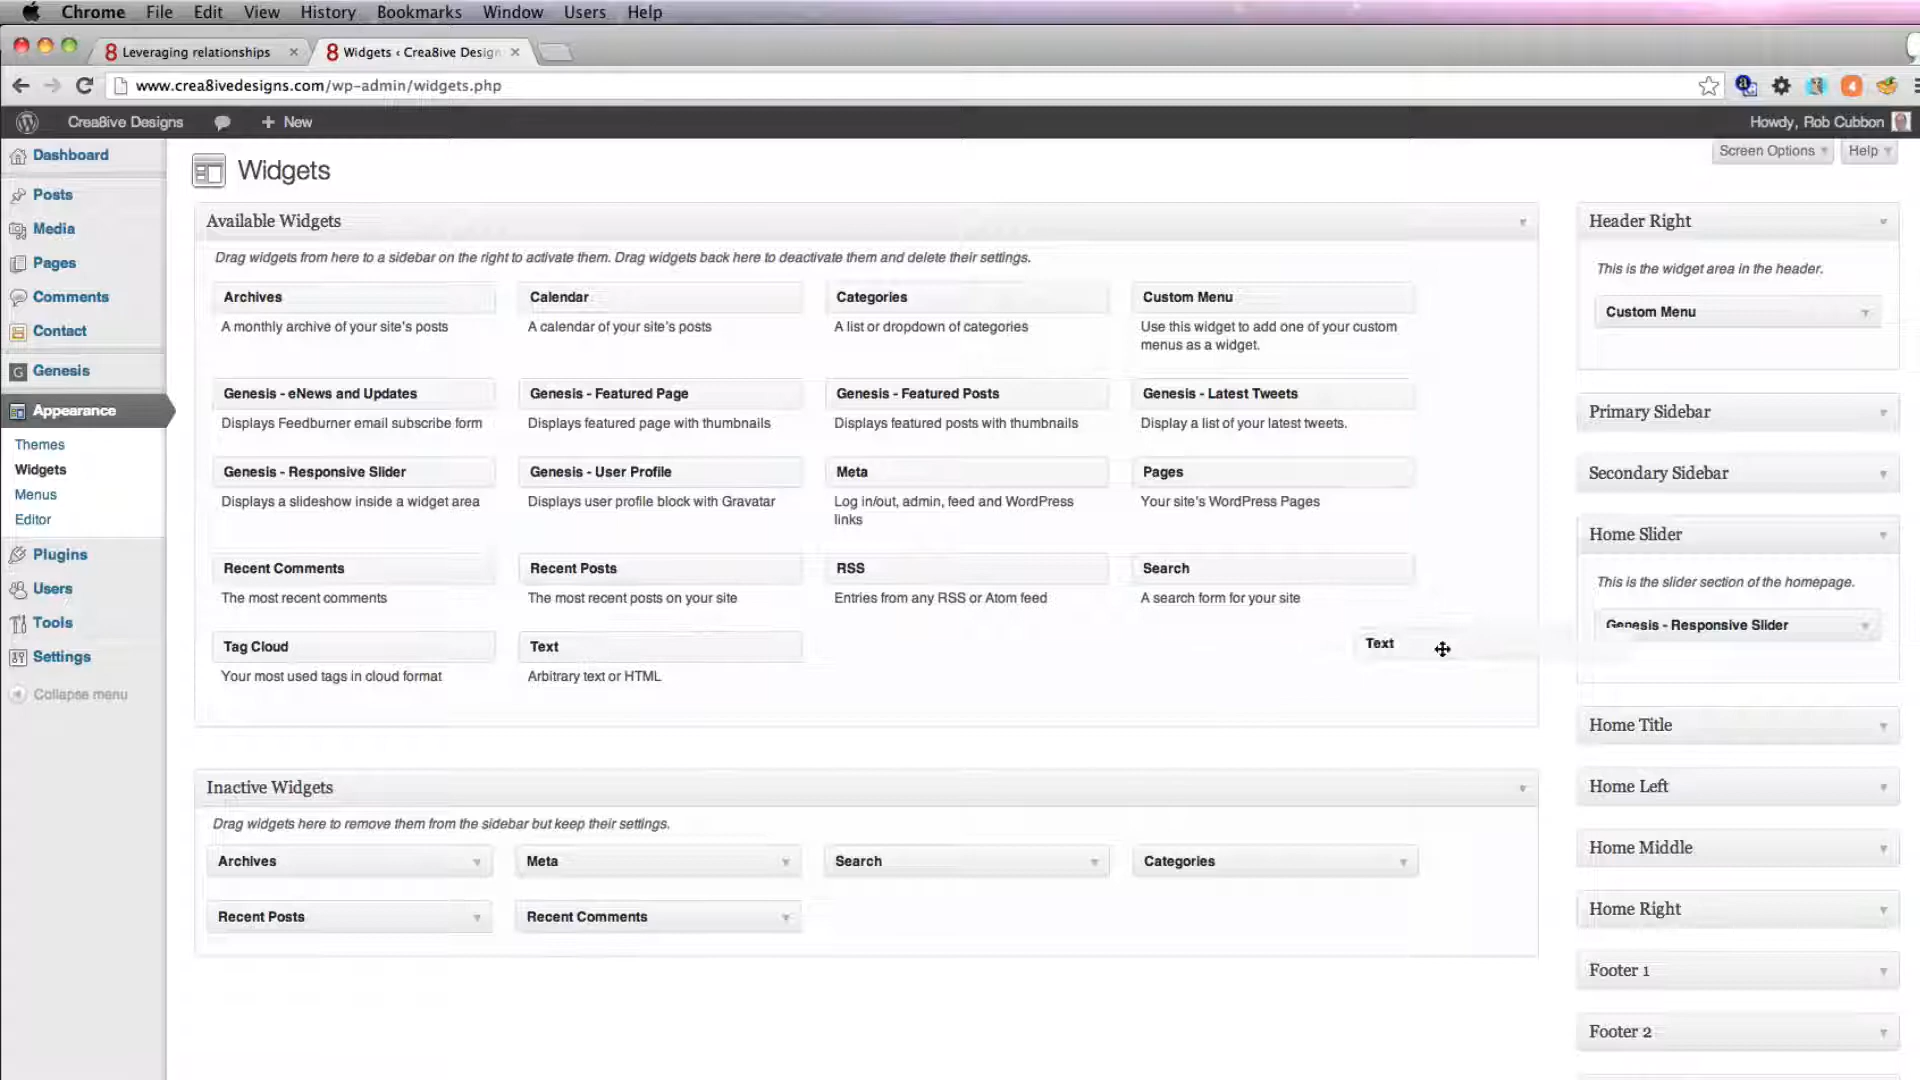 Chrome File Edit View History Bookmarks Window Users Help
8 Leveraging relationships × 8 Widgets ‹ Crea8ive Design ×
www.crea8ivedesigns.com/wp-admin/widgets.php
Crea8ive Designs + New Howdy, Rob Cubbon
Screen Options Help
Dashboard
Posts
Media
Pages
Comments
Contact
Genesis
Appearance
Themes
Widgets
Menus
Editor
Plugins
Users
Tools
Settings
Collapse menu
Widgets
Available Widgets
Drag widgets from here to a sidebar on the right to activate them. Drag widgets back here to deactivate them and delete their settings.
Archives Calendar Categories Custom Menu
A monthly archive of your site's posts A calendar of your site's posts A list or dropdown of categories Use this widget to add one of your custom
menus as a widget.
Genesis - eNews and Updates Genesis - Featured Page Genesis - Featured Posts Genesis - Latest Tweets
Displays Feedburner email subscribe form Displays featured page with thumbnails Displays featured posts with thumbnails Display a list of your latest tweets.
Genesis - Responsive Slider Genesis - User Profile Meta Pages
Displays a slideshow inside a widget area Displays user profile block with Gravatar Log in/out, admin, feed and WordPress Your site's WordPress Pages
links
Recent Comments Recent Posts RSS Search
The most recent comments The most recent posts on your site Entries from any RSS or Atom feed A search form for your site
Tag Cloud Text Text
Your most used tags in cloud format Arbitrary text or HTML
Inactive Widgets
Drag widgets here to remove them from the sidebar but keep their settings.
Archives Meta Search Categories
Recent Posts Recent Comments
Header Right
This is the widget area in the header.
Custom Menu
Primary Sidebar
Secondary Sidebar
Home Slider
This is the slider section of the homepage.
Genesis - Responsive Slider
Home Title
Home Left
Home Middle
Home Right
Footer 1
Footer 2